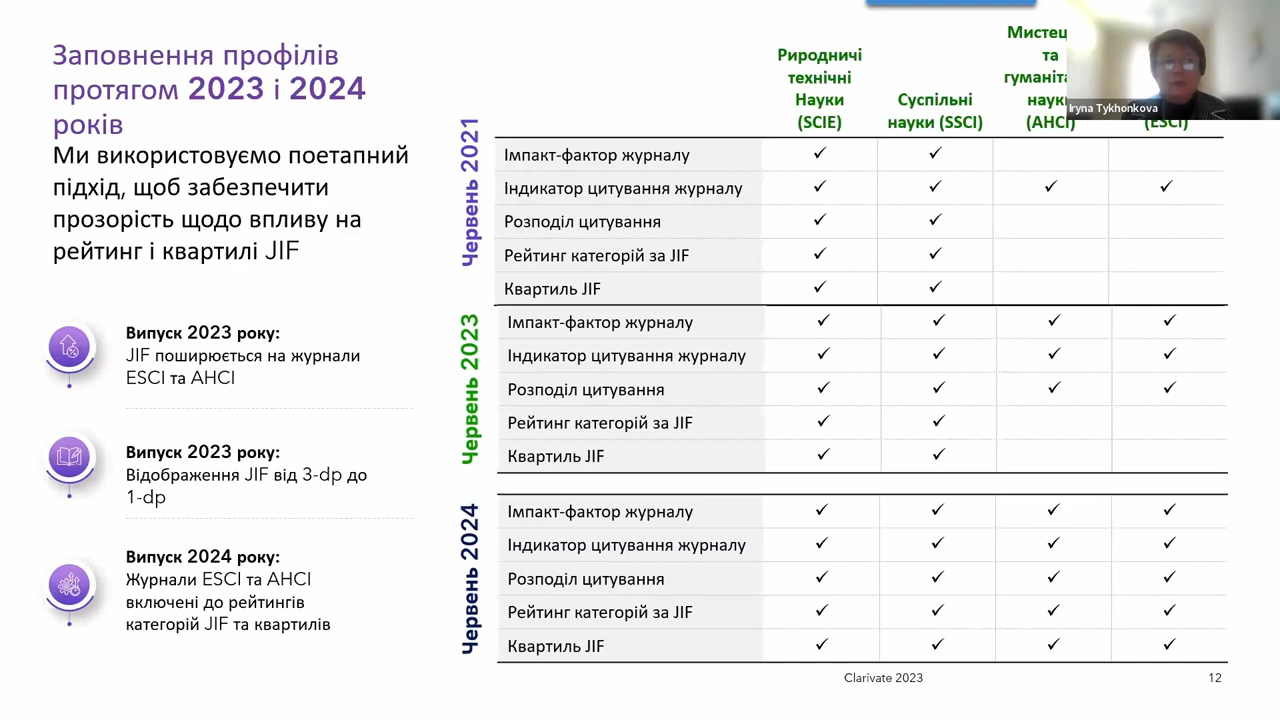 Заповнення профілів
протягом 2023 і 2024
років
Ми використовуємо поетапний
підхід, щоб забезпечити
прозорість щодо впливу на
рейтинг і квартилі JIF
Випуск 2023 року:
JIF поширюється на журнали
ESCI та AHCI
Випуск 2023 року:
Відображення JIF від 3-dp до
1-dp
Випуск 2024 року:
Журнали ESCI та AHCI
включені до рейтингів
категорій JIF та квартилів
Риродничі
технічні
Науки
(SCIE)
Суспільні
науки (SSCI)
та
(AHCI)
(ESCI)
Iryna Tykhonkova
Червень 2021
Імпакт-фактор журналу
Індикатор цитування журналу
Розподіл цитування
Рейтинг категорій за JIF
Квартиль JIF
Червень 2023
Імпакт-фактор журналу
Індикатор цитування журналу
Розподіл цитування
Рейтинг категорій за JIF
Квартиль JIF
Червень 2024
Імпакт-фактор журналу
Індикатор цитування журналу
Розподіл цитування
Рейтинг категорій за JIF
Квартиль JIF
Clarivate 2023
12